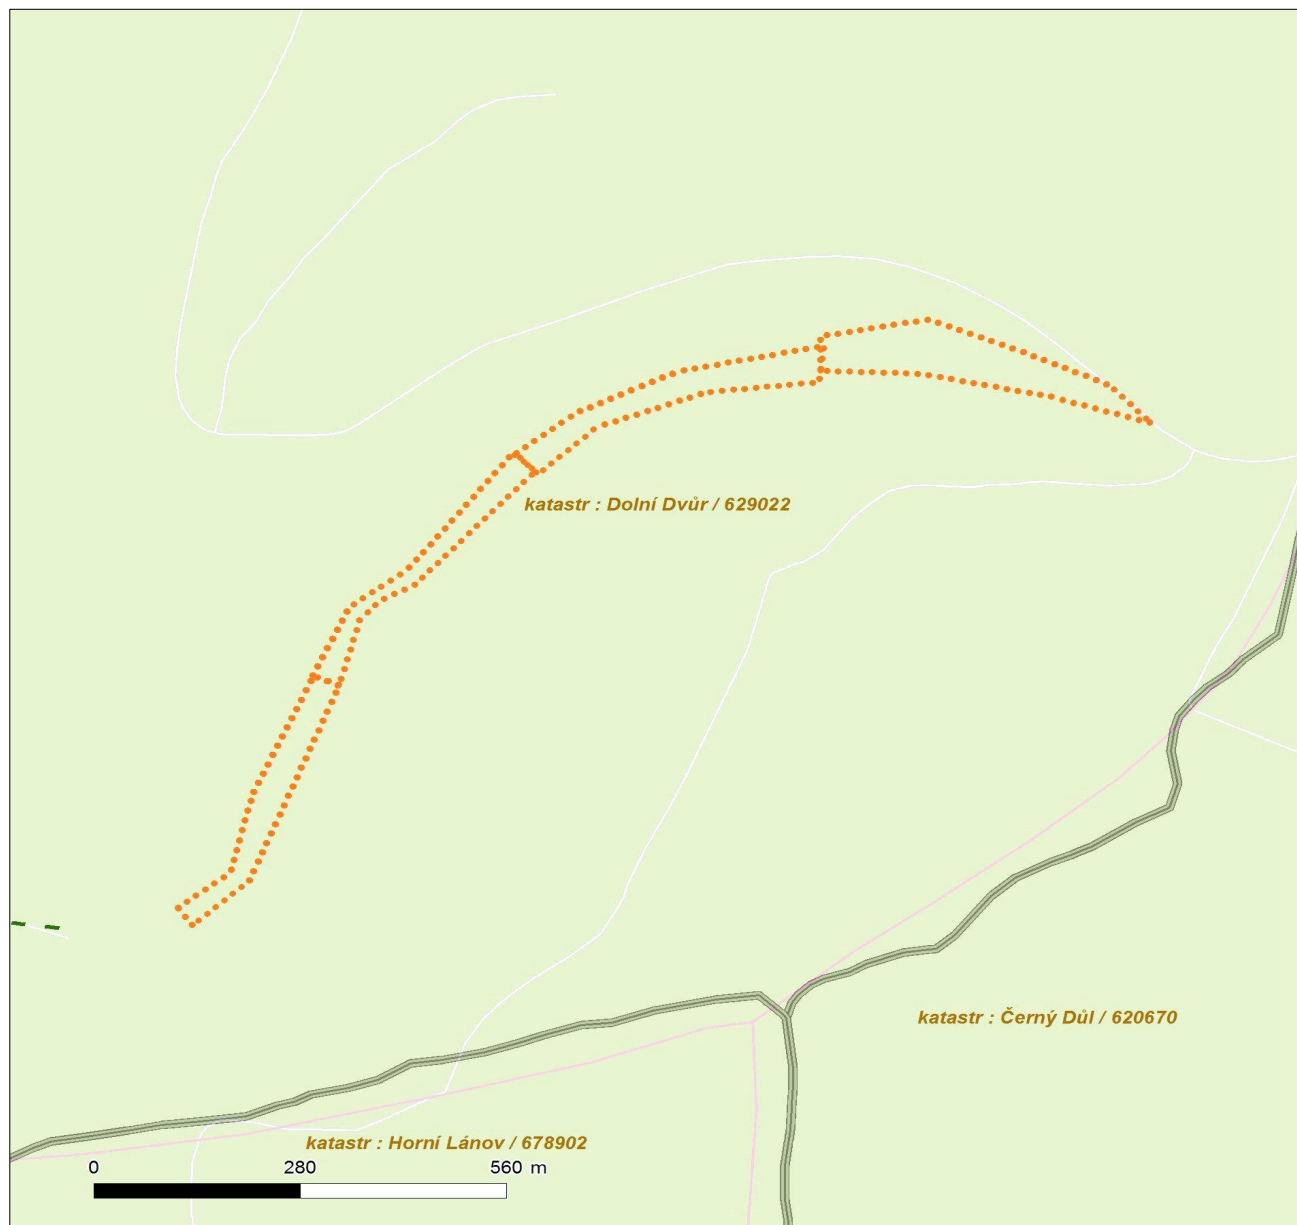 katastr : Dolní Dvůr / 629022
katastr : Černý Důl / 620670
katastr : Horní Lánov / 678902
0 280 560 m